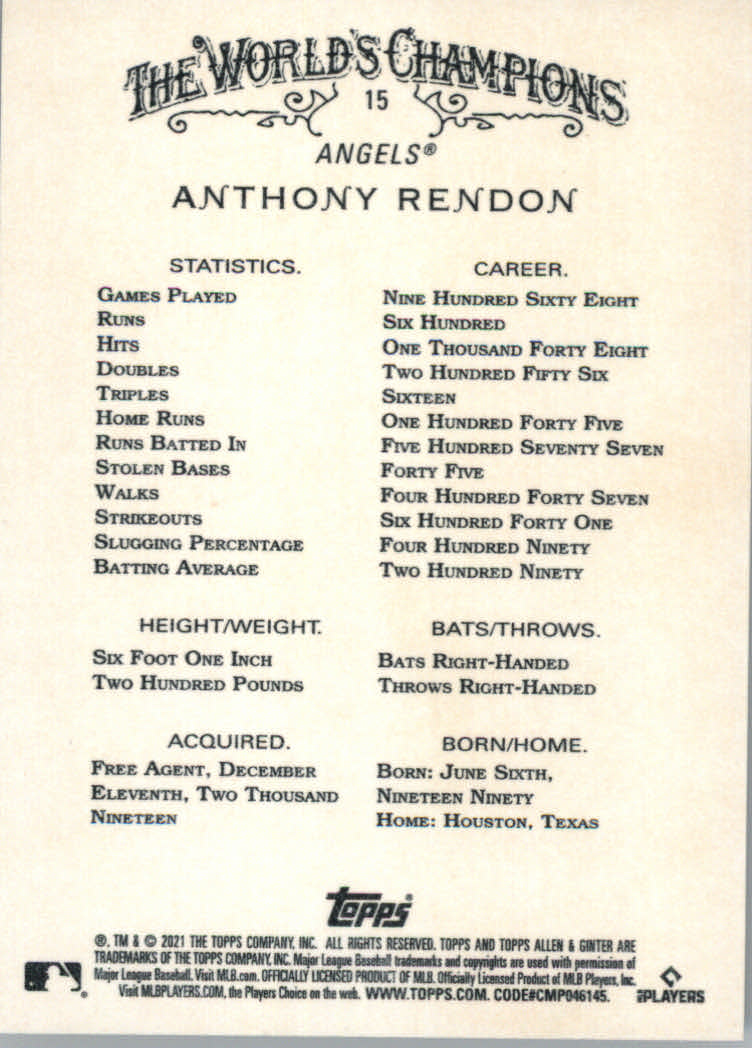 THE WORLD'S CHAMPIONS
15
ANGELS®
ANTHONY RENDON
STATISTICS.
GAMES PLAYED
RUNS
HITS
DOUBLES
TRIPLES
HOME RUNS
RUNS BATTED IN
STOLEN BASES
WALKS
STRIKEOUTS
SLUGGING PERCENTAGE
BATTING AVERAGE
CAREER.
NINE HUNDRED SIXTY EIGHT
SIX HUNDRED
ONE THOUSAND FORTY EIGHT
TWO HUNDRED FIFTY SIX
SIXTEEN
ONE HUNDRED FORTY FIVE
FIVE HUNDRED SEVENTY SEVEN
FORTY FIVE
FOUR HUNDRED FORTY SEVEN
SIX HUNDRED FORTY ONE
FOUR HUNDRED NINETY
TWO HUNDRED NINETY
HEIGHT/WEIGHT.
SIX FOOT ONE INCH
TWO HUNDRED POUNDS
BATS/THROWS.
BATS RIGHT-HANDED
THROWS RIGHT-HANDED
ACQUIRED.
FREE AGENT, DECEMBER
ELEVENTH, TWO THOUSAND
NINETEEN
BORN/HOME.
BORN: JUNE SIXTH,
NINETEEN NINETY
HOME: HOUSTON, TEXAS
Topps®
®, TM & © 2021 THE TOPPS COMPANY, INC. ALL RIGHTS RESERVED. TOPPS AND TOPPS ALLEN & GINTER ARE
TRADEMARKS OF THE TOPPS COMPANY, INC. Major League Baseball trademarks and copyrights are used with permission of
Major League Baseball. Visit MLB.com. OFFICIALLY LICENSED PRODUCT OF MLB. Officially Licensed Product of MLB Players, Inc.
Visit MLBPLAYERS.COM, the Players Choice on the web. WWW.TOPPS.COM. CODE#CMP046145.
MLBPLAYERS